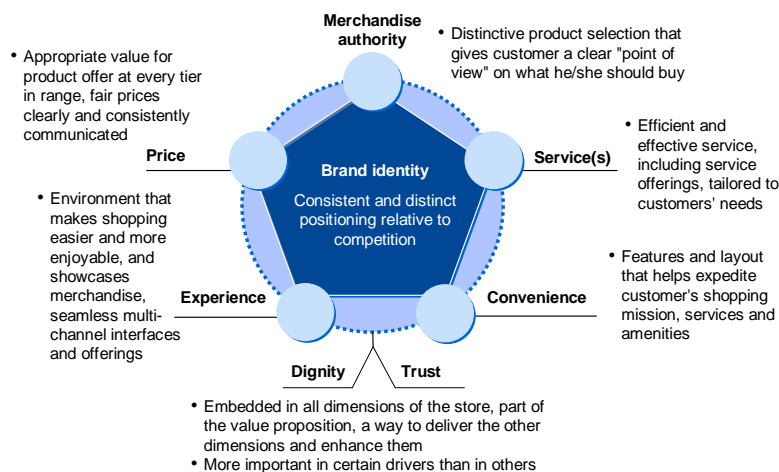 Merchandise
authority
• Distinctive product selection that
gives customer a clear "point of
view" on what he/she should buy
• Appropriate value for
product offer at every tier
in range, fair prices
clearly and consistently
communicated
Price
Brand identity
Consistent and distinct
positioning relative to
competition
Service(s)
• Efficient and
effective service,
including service
offerings, tailored to
customers' needs
• Environment that
makes shopping
easier and more
enjoyable, and
showcases
merchandise,
seamless multi-
channel interfaces
and offerings
Experience
Convenience
• Features and layout
that helps expedite
customer's shopping
mission, services and
amenities
Dignity
Trust
• Embedded in all dimensions of the store, part of
the value proposition, a way to deliver the other
dimensions and enhance them
• More important in certain drivers than in others